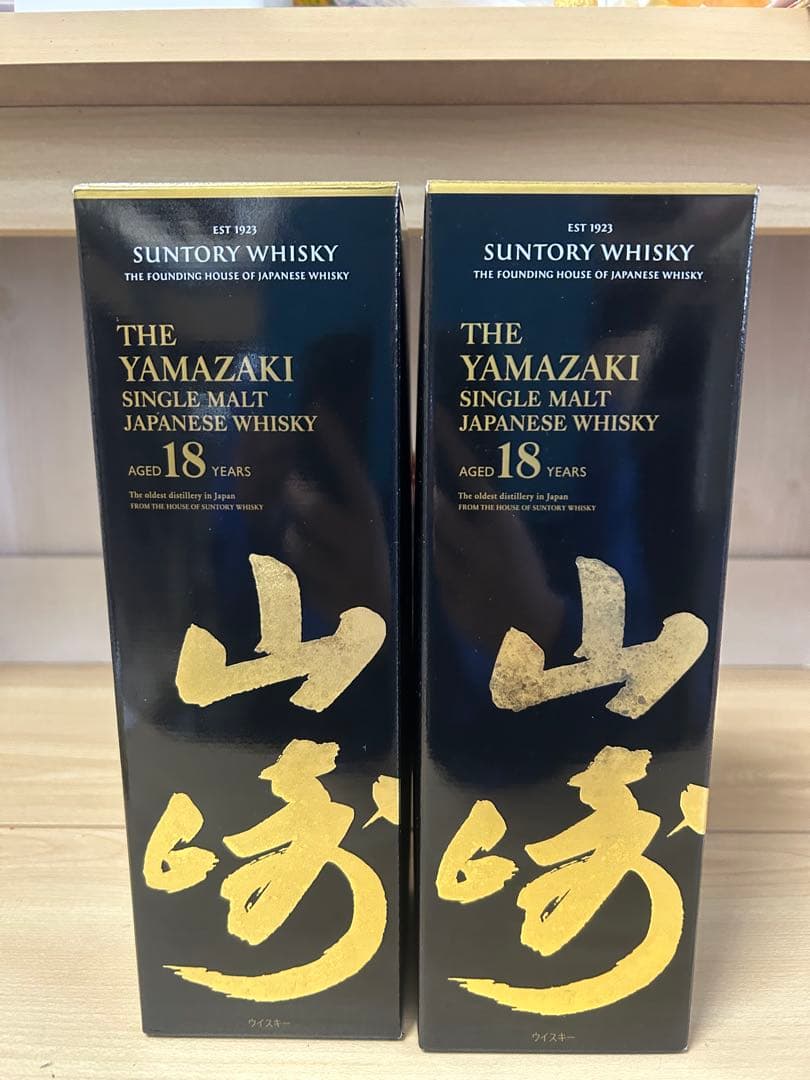 EST 1923
SUNTORY WHISKY
THE FOUNDING HOUSE OF JAPANESE WHISKY
THE
YAMAZAKI
SINGLE MALT
JAPANESE WHISKY
AGED 18 YEARS
The oldest distillery in Japan
FROM THE HOUSE OF SUNTORY WHISKY
山
崎
ウイスキー
EST 1923
SUNTORY WHISKY
THE FOUNDING HOUSE OF JAPANESE WHISKY
THE
YAMAZAKI
SINGLE MALT
JAPANESE WHISKY
AGED 18 YEARS
The oldest distillery in Japan
FROM THE HOUSE OF SUNTORY WHISKY
山
崎
ウイスキー